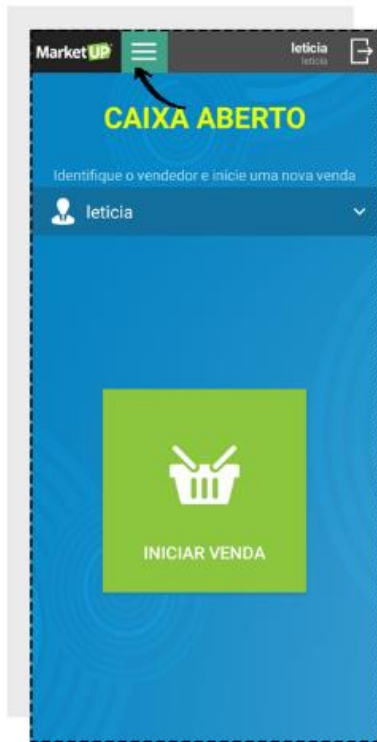 MarketUP
leticia
leticia
CAIXA ABERTO
Identifique o vendedor e inicie uma nova venda
leticia
INICIAR VENDA